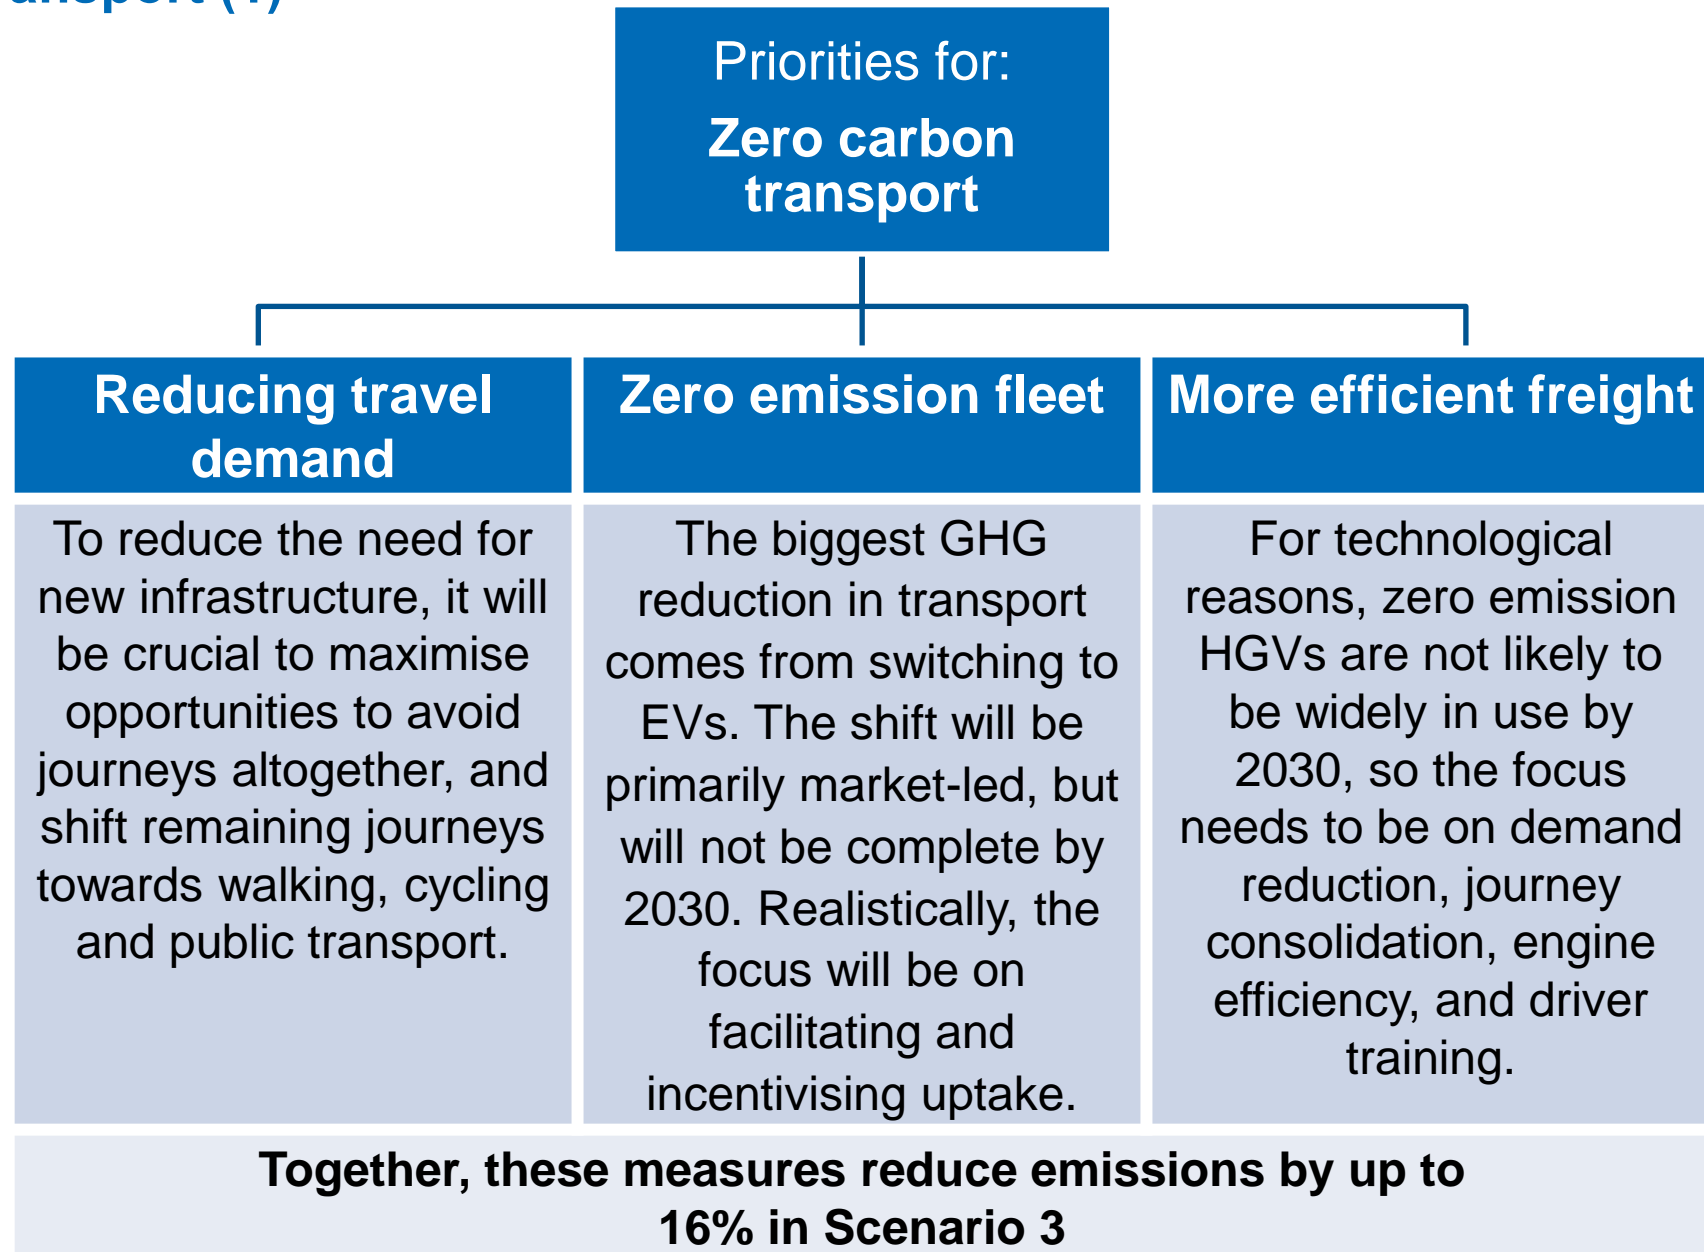 ansport (1)
Priorities for:
Zero carbon
transport
Reducing travel
demand
To reduce the need for
new infrastructure, it will
be crucial to maximise
opportunities to avoid
journeys altogether, and
shift remaining journeys
towards walking, cycling
and public transport.
Zero emission fleet
The biggest GHG
reduction in transport
comes from switching to
EVs. The shift will be
primarily market-led, but
will not be complete by
2030. Realistically, the
focus will be on
facilitating and
incentivising uptake.
More efficient freight
For technological
reasons, zero emission
HGVs are not likely to
be widely in use by
2030, so the focus
needs to be on demand
reduction, journey
consolidation, engine
efficiency, and driver
training.
Together, these measures reduce emissions by up to
16% in Scenario 3